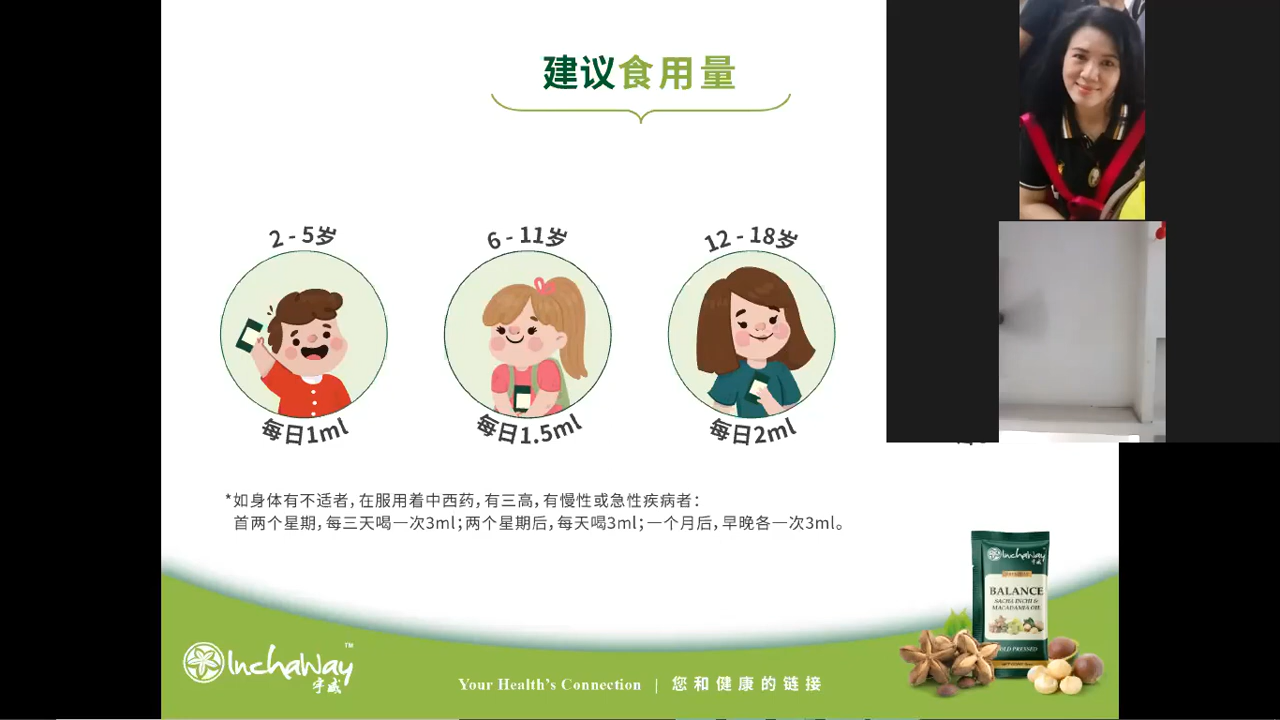 建议食用量
2 - 5岁
6 - 11岁
12 - 18岁
每日1ml
每日1.5ml
每日2ml
*如身体有不适者，在服用着中西药，有三高，有慢性或急性疾病者：
首两个星期，每三天喝一次3ml；两个星期后，每天喝3ml；一个月后，早晚各一次3ml。
IncHaWay
宇威
BALANCE
SACHA INCHI &
MACADAMIA OIL
COLD PRESSED
IncHaWay™
宇威
Your Health's Connection | 您和健康的链接